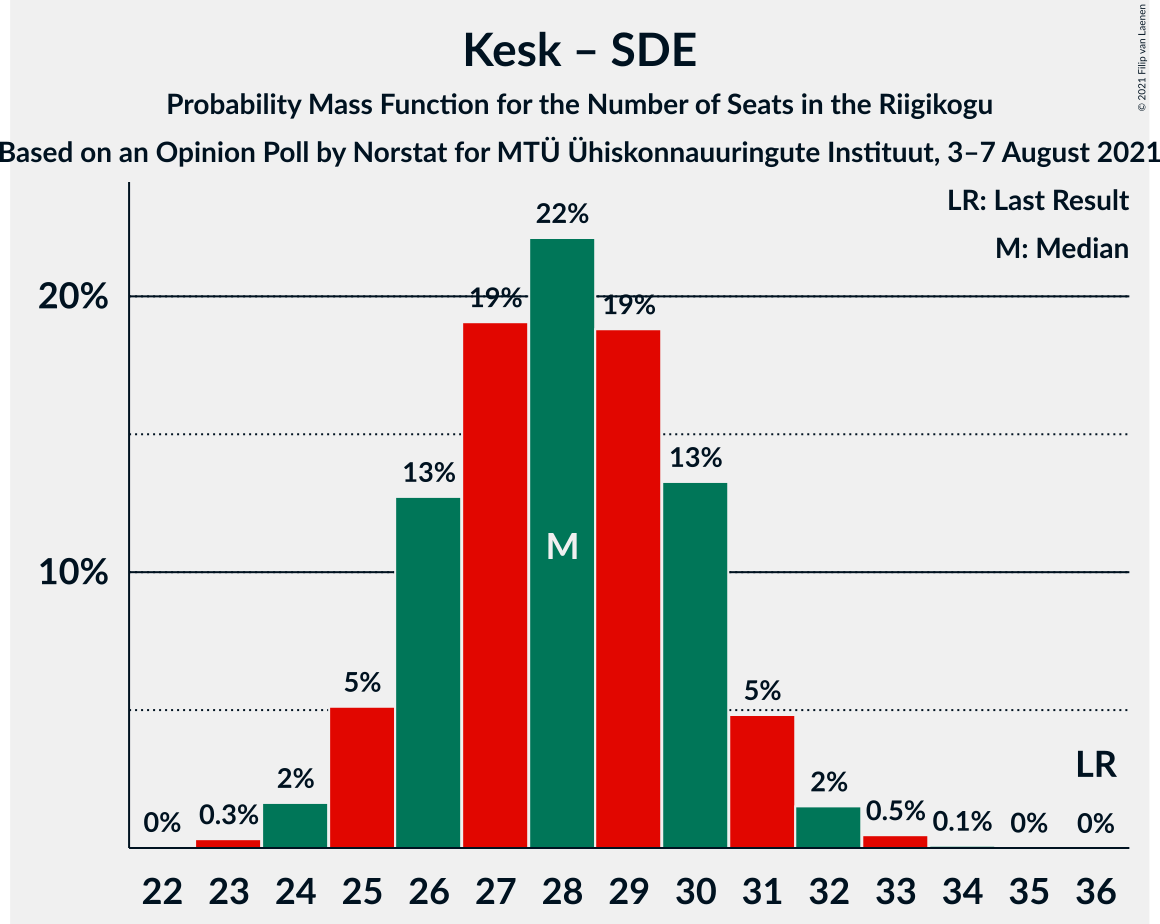 Kesk – SDE
Probability Mass Function for the Number of Seats in the Riigikogu
Based on an Opinion Poll by Norstat for MTÜ Ühiskonnauuringute Instituut, 3–7 August 2021
© 2021 Filip van Laenen
LR: Last Result
M: Median
22%
20%
19%
19%
13%
13%
M
10%
5%
5%
LR
2%
2%
0%
0.3%
0.5%
0.1%
0%
0%
22 23 24 25 26 27 28 29 30 31 32 33 34 35 36